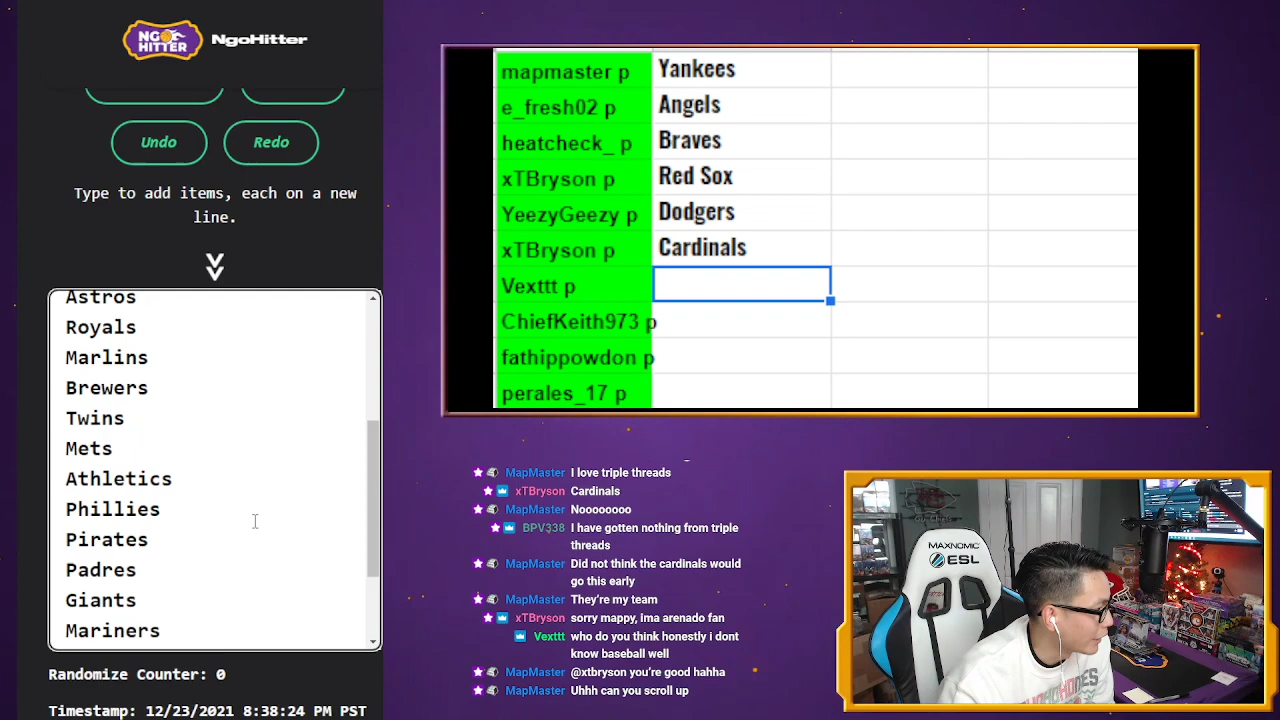 NGO HITTER NgoHitter
Undo Redo
Type to add items, each on a new
line.
Astros
Royals
Marlins
Brewers
Twins
Mets
Athletics
Phillies
Pirates
Padres
Giants
Mariners
Randomize Counter: 0
Timestamp: 12/23/2021 8:38:24 PM PST
mapmaster p Yankees
e_fresh02 p Angels
heatcheck_ p Braves
xTBryson p Red Sox
YeezyGeezy p Dodgers
xTBryson p Cardinals
Vexttt p
ChiefKeith973 p
fathippowdon p
perales_17 p
MapMaster I love triple threads
xTBryson Cardinals
MapMaster Noooooooo
BPV338 I have gotten nothing from triple
threads
MapMaster Did not think the cardinals would
go this early
MapMaster They're my team
xTBryson sorry mappy, Ima arenado fan
Vexttt who do you think honestly i dont
know baseball well
MapMaster @xtbryson you're good hahha
MapMaster Uhhh can you scroll up
MAXNOMIC
ESL